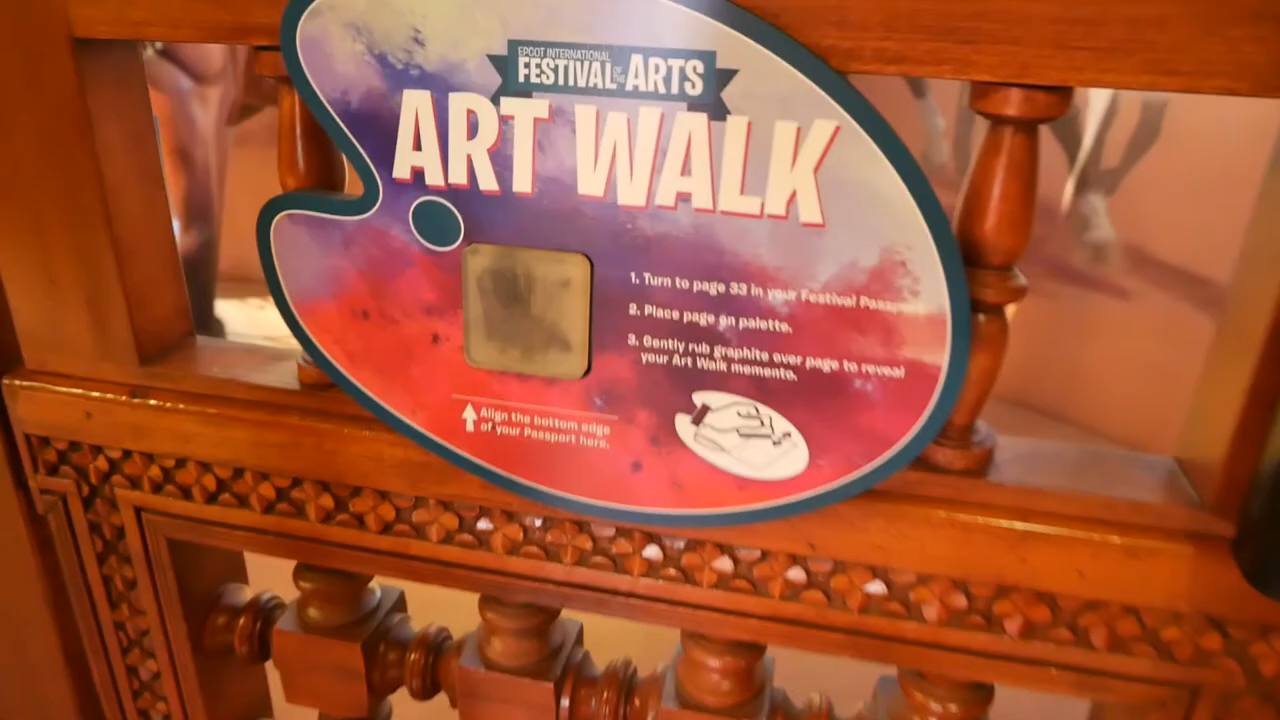 EPCOT INTERNATIONAL
FESTIVAL OF THE ARTS
ART WALK
1. Turn to page 33 in your Festival Passport.
2. Place page on palette.
3. Gently rub graphite over page to reveal
your Art Walk memento.
Align the bottom edge
of your Passport here.